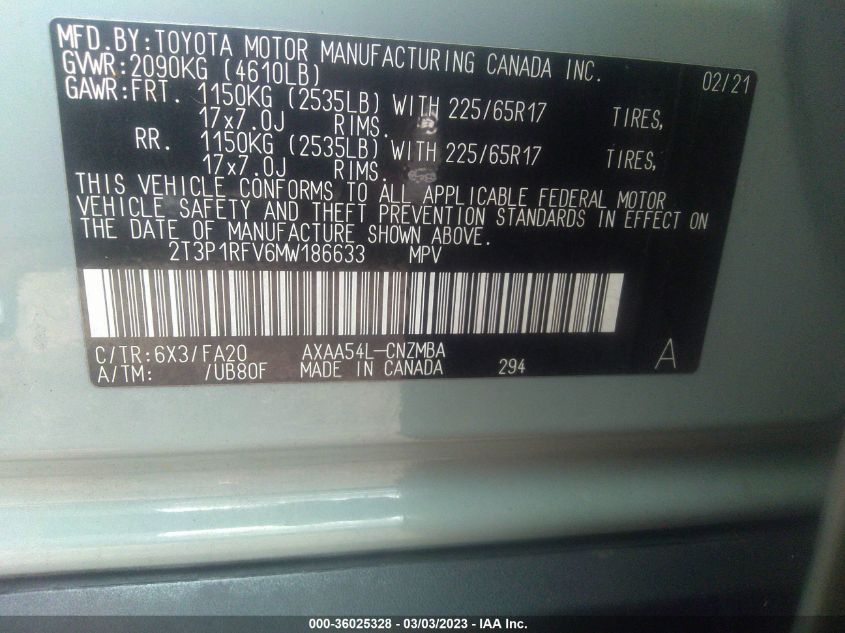 MFD.BY:TOYOTA MOTOR MANUFACTURING CANADA INC. 02/21
GVWR:2090KG (4610LB)
GAWR:FRT. 1150KG (2535LB) WITH 225/65R17 TIRES,
17x7.0J RIMS.
RR. 1150KG (2535LB) WITH 225/65R17 TIRES,
17x7.0J RIMS.
THIS VEHICLE CONFORMS TO ALL APPLICABLE FEDERAL MOTOR
VEHICLE SAFETY AND THEFT PREVENTION STANDARDS IN EFFECT ON
THE DATE OF MANUFACTURE SHOWN ABOVE.
2T3P1RFV6MW186633 MPV
C/TR:6X3/FA20 AXAA54L-CNZMBA A
A/TM: /UB80F MADE IN CANADA 294
000-36025328 - 03/03/2023 - IAA Inc.